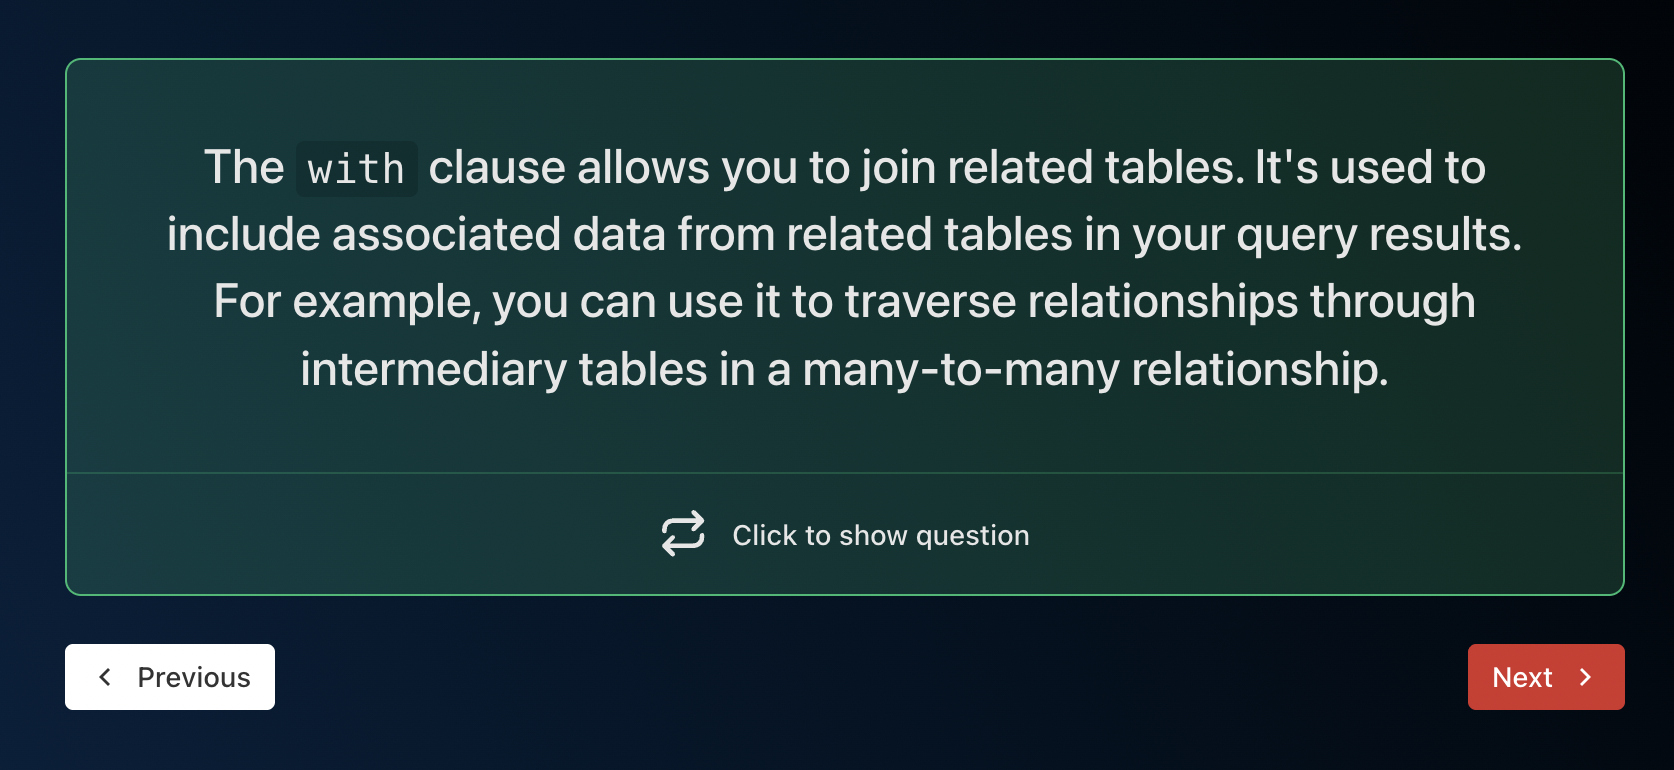 The with clause allows you to join related tables. It's used to
include associated data from related tables in your query results.
For example, you can use it to traverse relationships through
intermediary tables in a many-to-many relationship.
Click to show question
Previous
Next